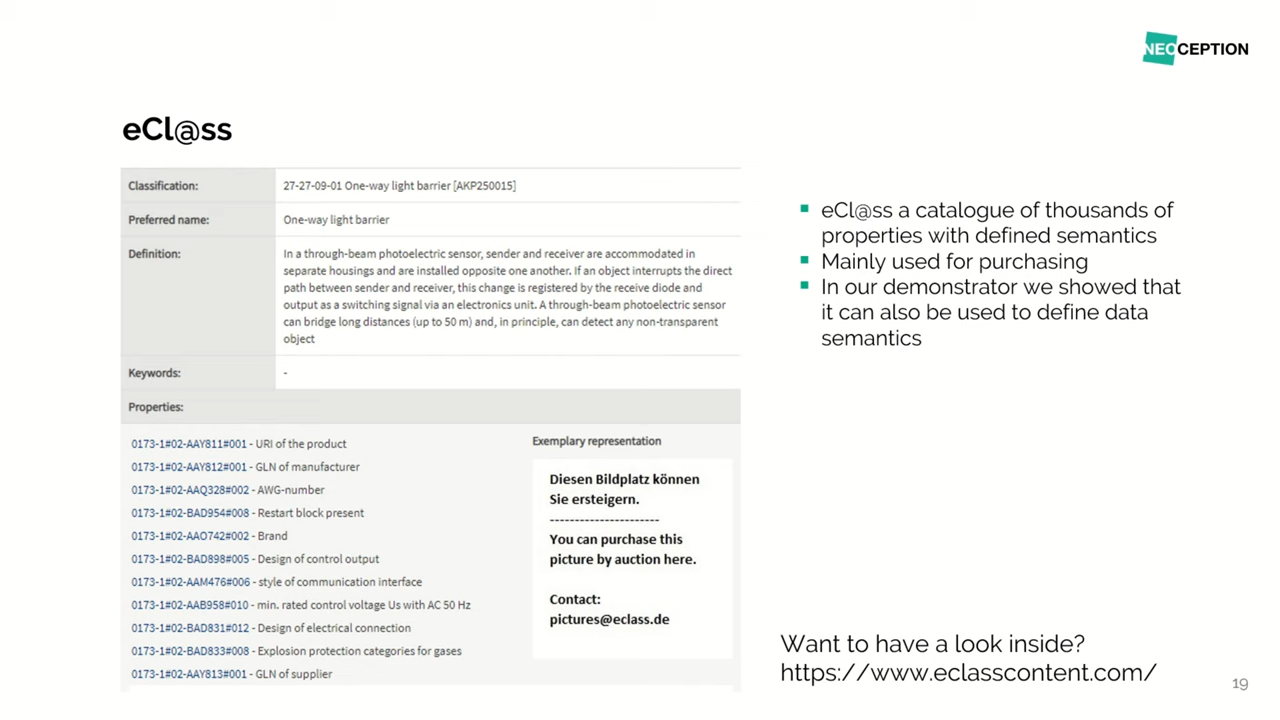 NEOCEPTION
eCl@ss
Classification: 27-27-09-01 One-way light barrier [AKP250015]
Preferred name: One-way light barrier
Definition: In a through-beam photoelectric sensor, sender and receiver are accommodated in
separate housings and are installed opposite one another. If an object interrupts the direct
path between sender and receiver, this change is registered by the receive diode and
output as a switching signal via an electronics unit. A through-beam photoelectric sensor
can bridge long distances (up to 50 m) and, in principle, can detect any non-transparent
object
Keywords: -
Properties:
0173-1#02-AAY811#001 - URI of the product
0173-1#02-AAY812#001 - GLN of manufacturer
0173-1#02-AAQ328#002 - AWG-number
0173-1#02-BAD954#008 - Restart block present
0173-1#02-AAO742#002 - Brand
0173-1#02-BAD898#005 - Design of control output
0173-1#02-AAM476#006 - style of communication interface
0173-1#02-AAB958#010 - min. rated control voltage Us with AC 50 Hz
0173-1#02-BAD831#012 - Design of electrical connection
0173-1#02-BAD833#008 - Explosion protection categories for gases
0173-1#02-AAY813#001 - GLN of supplier
Exemplary representation
Diesen Bildplatz können
Sie ersteigern.
----------------------
You can purchase this
picture by auction here.
Contact:
pictures@eclass.de
eCl@ss a catalogue of thousands of
properties with defined semantics
Mainly used for purchasing
In our demonstrator we showed that
it can also be used to define data
semantics
Want to have a look inside?
https://www.eclasscontent.com/
19